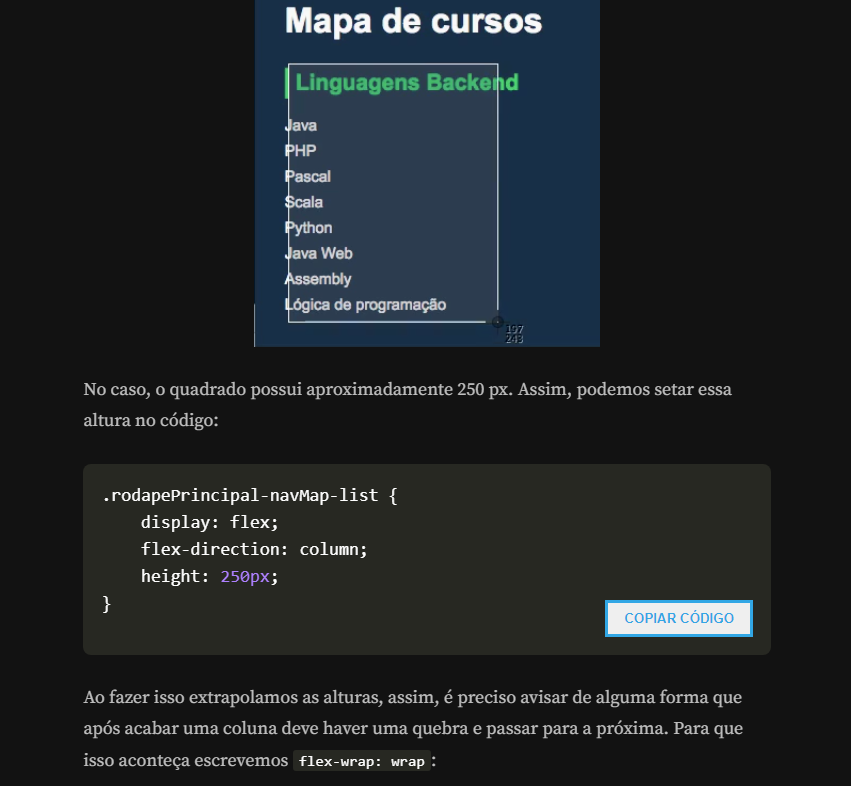 Mapa de cursos
Linguagens Backend
Java
PHP
Pascal
Scala
Python
Java Web
Assembly
Lógica de programação
197
243
No caso, o quadrado possui aproximadamente 250 px. Assim, podemos setar essa
altura no código:
.rodapePrincipal-navMap-list {
    display: flex;
    flex-direction: column;
    height: 250px;
}
COPIAR CÓDIGO
Ao fazer isso extrapolamos as alturas, assim, é preciso avisar de alguma forma que
após acabar uma coluna deve haver uma quebra e passar para a próxima. Para que
isso aconteça escrevemos flex-wrap: wrap: